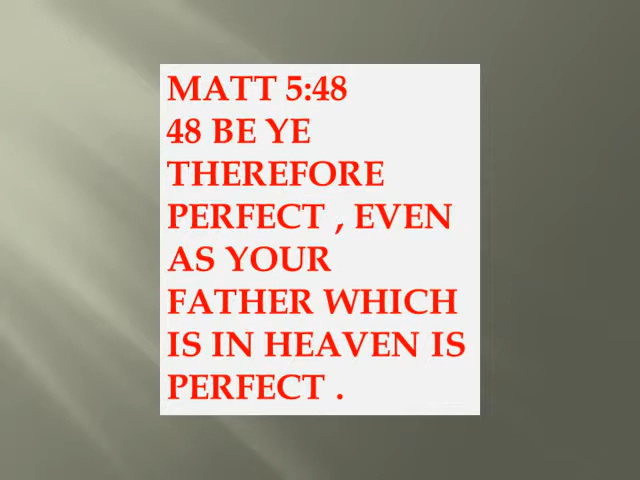 MATT 5:48
48 BE YE
THEREFORE
PERFECT , EVEN
AS YOUR
FATHER WHICH
IS IN HEAVEN IS
PERFECT .